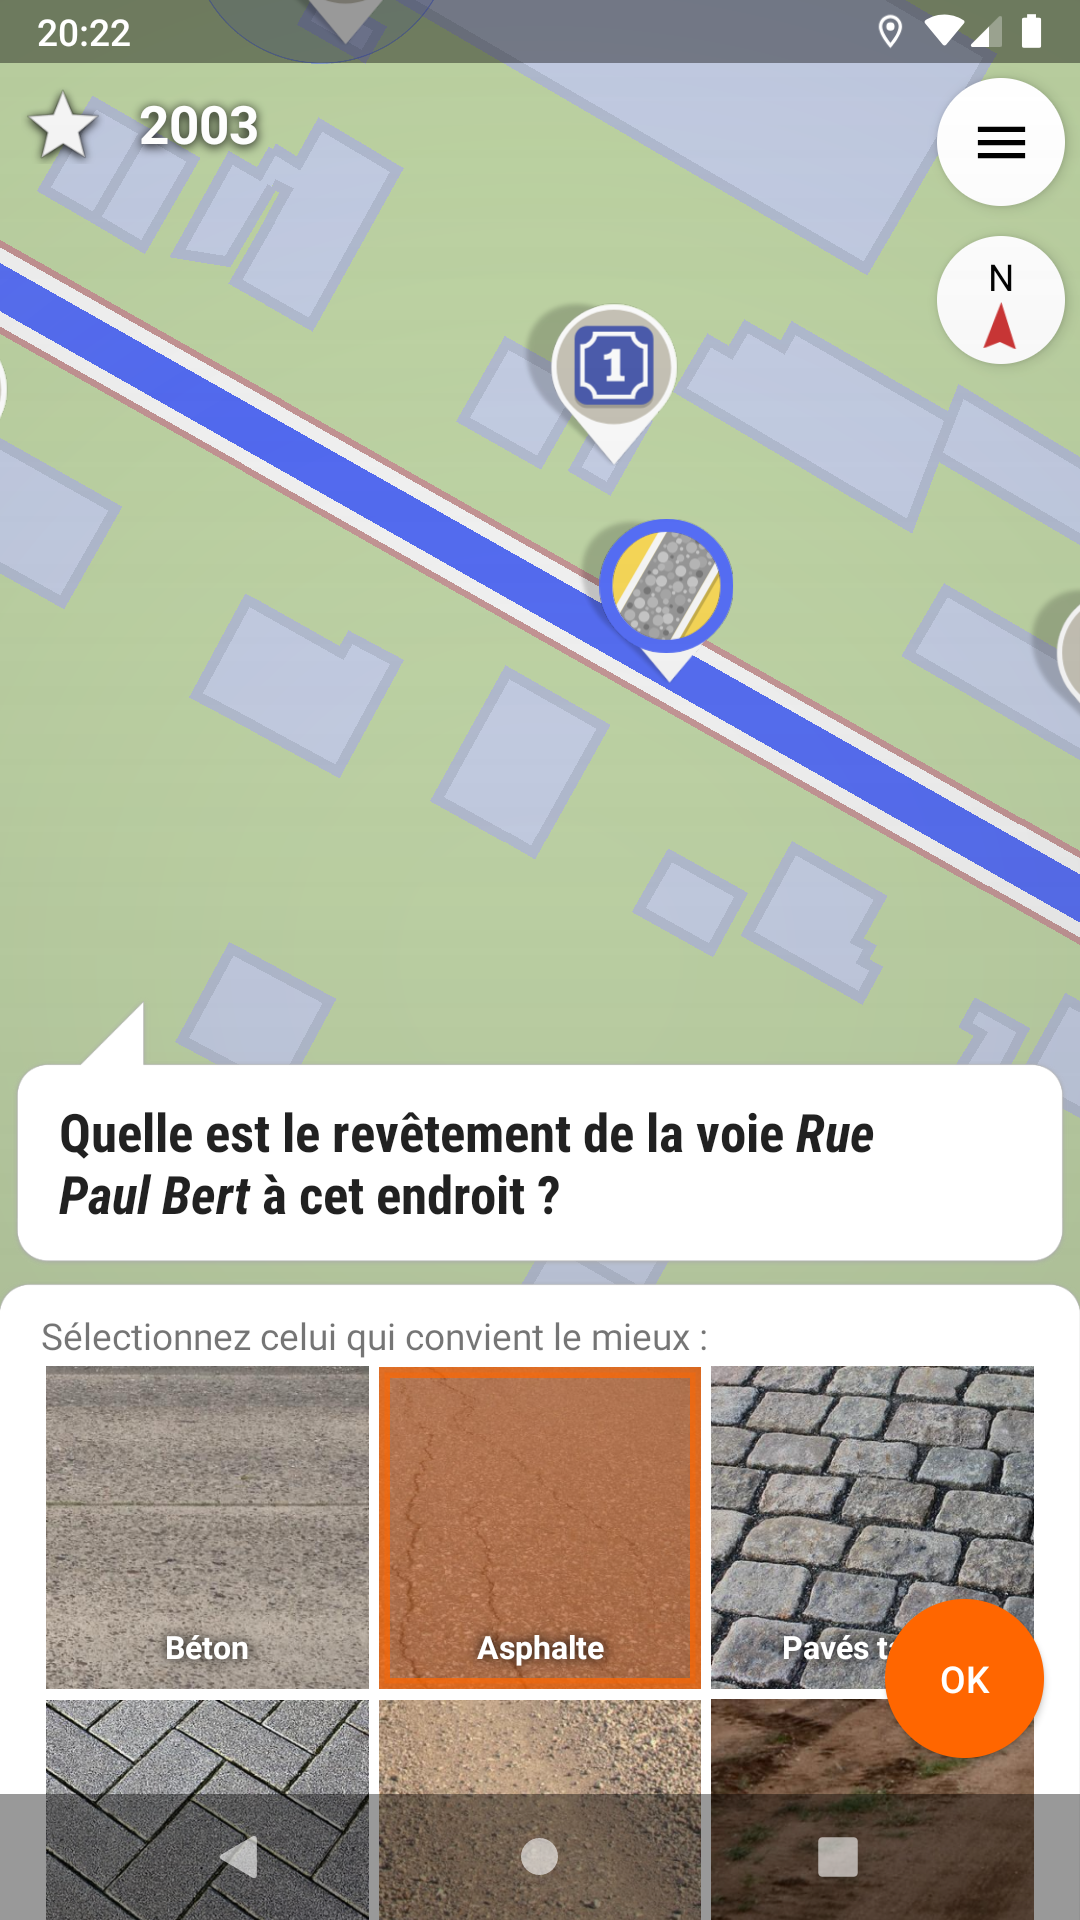 20:22
2003
N
1
Quelle est le revêtement de la voie Rue
Paul Bert à cet endroit ?
Sélectionnez celui qui convient le mieux :
Béton
Asphalte
Pavés
OK